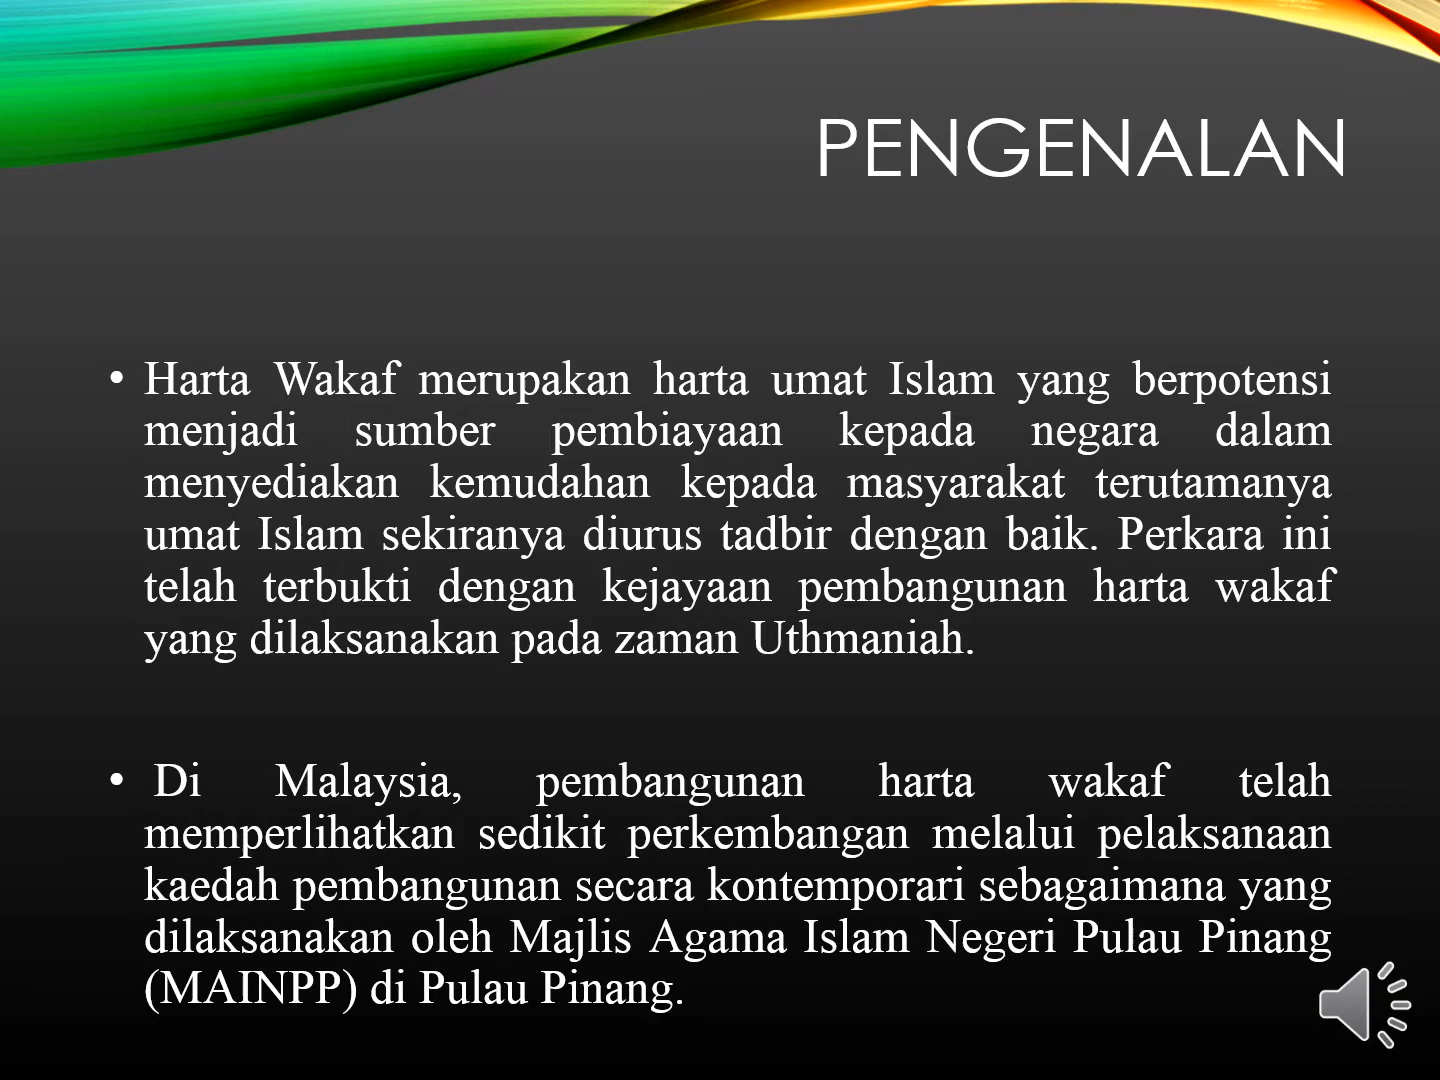 PENGENALAN
• Harta Wakaf merupakan harta umat Islam yang berpotensi
menjadi sumber pembiayaan kepada negara dalam
menyediakan kemudahan kepada masyarakat terutamanya
umat Islam sekiranya diurus tadbir dengan baik. Perkara ini
telah terbukti dengan kejayaan pembangunan harta wakaf
yang dilaksanakan pada zaman Uthmaniah.
• Di Malaysia, pembangunan harta wakaf telah
memperlihatkan sedikit perkembangan melalui pelaksanaan
kaedah pembangunan secara kontemporari sebagaimana yang
dilaksanakan oleh Majlis Agama Islam Negeri Pulau Pinang
(MAINPP) di Pulau Pinang.